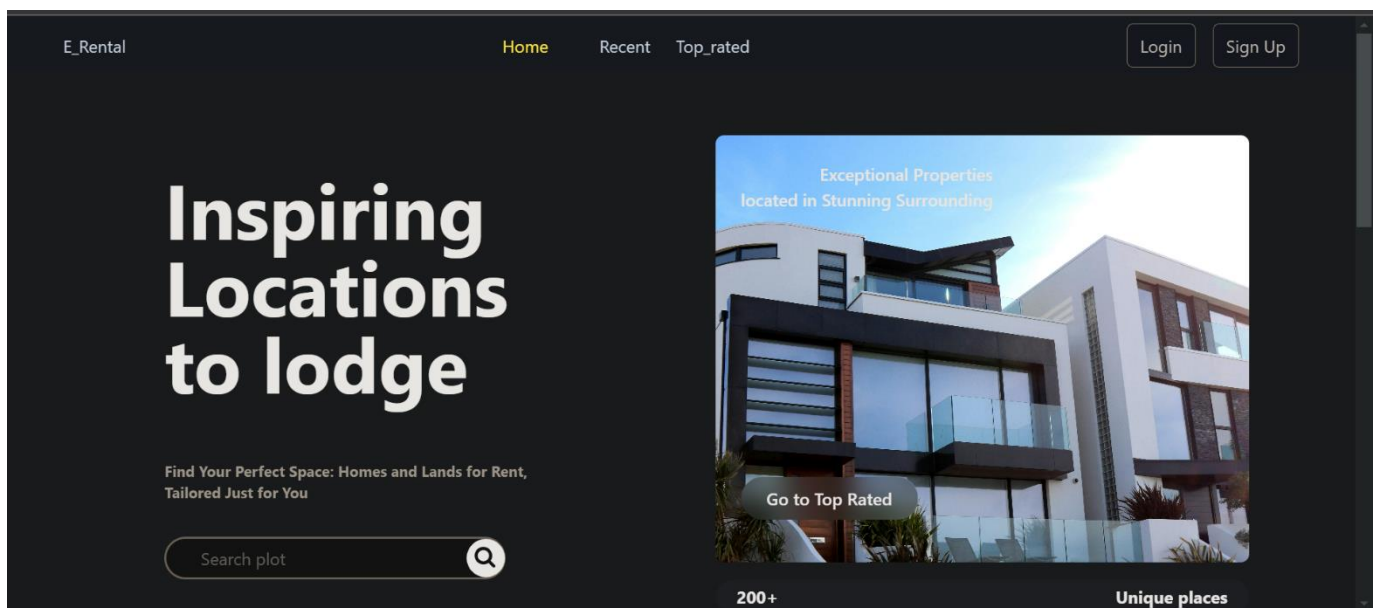 E_Rental
Home
Recent
Top_rated
Login
Sign Up
Inspiring
Locations
to lodge
Find Your Perfect Space: Homes and Lands for Rent,
Tailored Just for You
Search plot
Exceptional Properties
located in Stunning Surrounding
Go to Top Rated
200+
Unique places